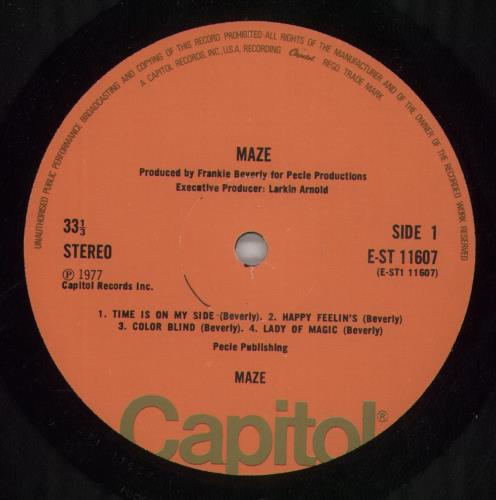 UNAUTHORISED PUBLIC PERFORMANCE BROADCASTING AND COPYING OF THIS RECORD PROHIBITED·ALL RIGHTS OF THE MANUFACTURER AND OF THE OWNER OF THE RECORDED WORK RESERVED
A CAPITOL RECORDS, INC., U.S.A. RECORDING Capitol REGD. TRADE MARK
MAZE
Produced by Frankie Beverly for Pecle Productions
Executive Producer: Larkin Arnold
33⅓
STEREO
Ⓟ 1977
Capitol Records Inc.
SIDE 1
E-ST 11607
(E-ST1 11607)
1. TIME IS ON MY SIDE (Beverly). 2. HAPPY FEELIN'S (Beverly)
3. COLOR BLIND (Beverly). 4. LADY OF MAGIC (Beverly)
Pecle Publishing
MAZE
Capitol®